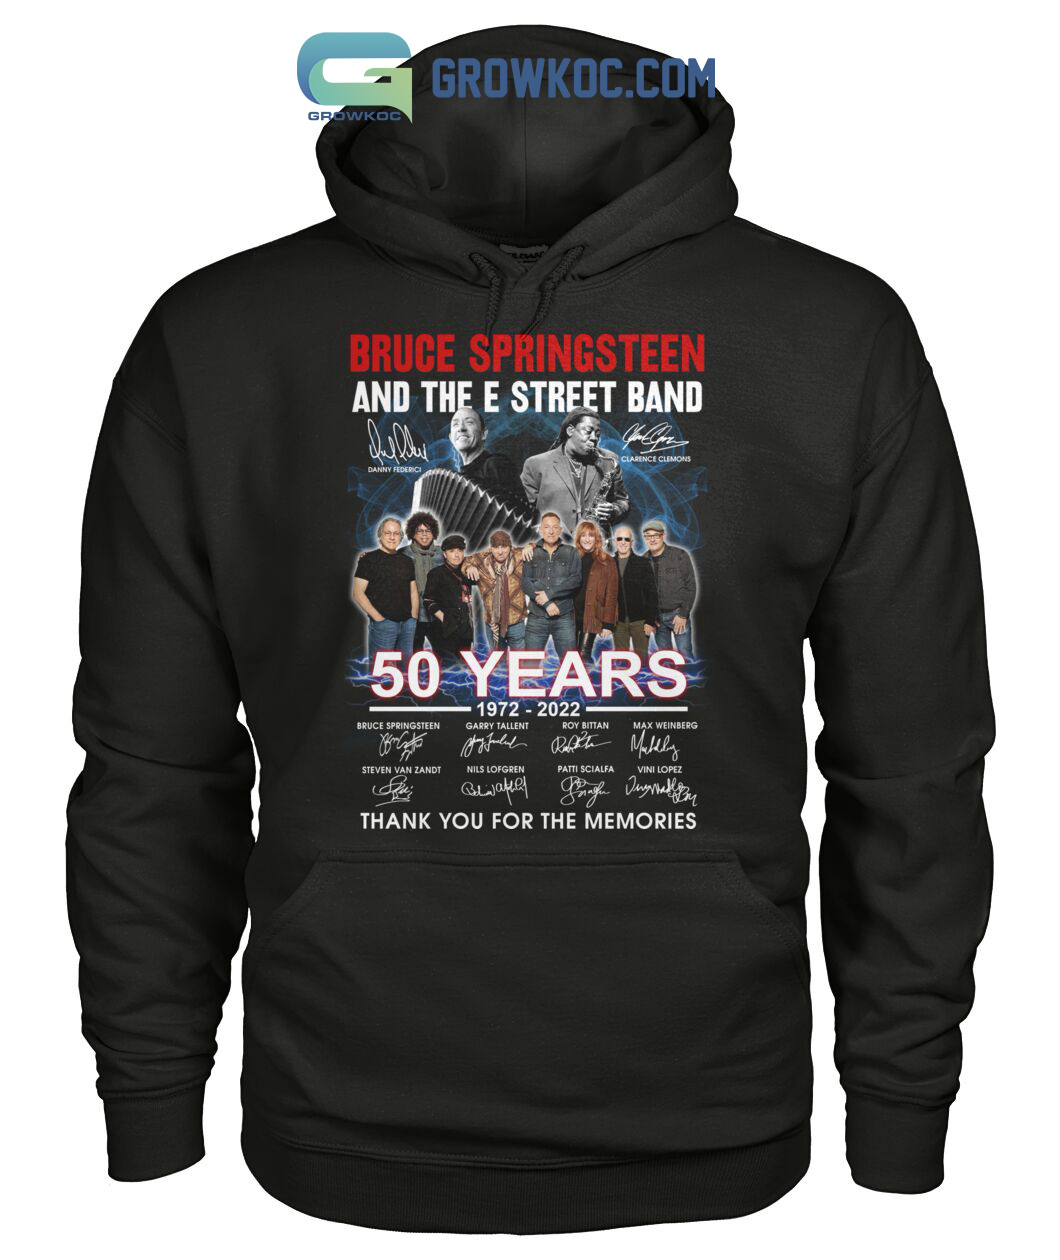 GROWKOC.COM
GROWKOC
BRUCE SPRINGSTEEN
AND THE E STREET BAND
DANNY FEDERICI
CLARENCE CLEMONS
50 YEARS
1972 - 2022
BRUCE SPRINGSTEEN GARRY TALLENT ROY BITTAN MAX WEINBERG
STEVEN VAN ZANDT NILS LOFGREN PATTI SCIALFA VINI LOPEZ
THANK YOU FOR THE MEMORIES